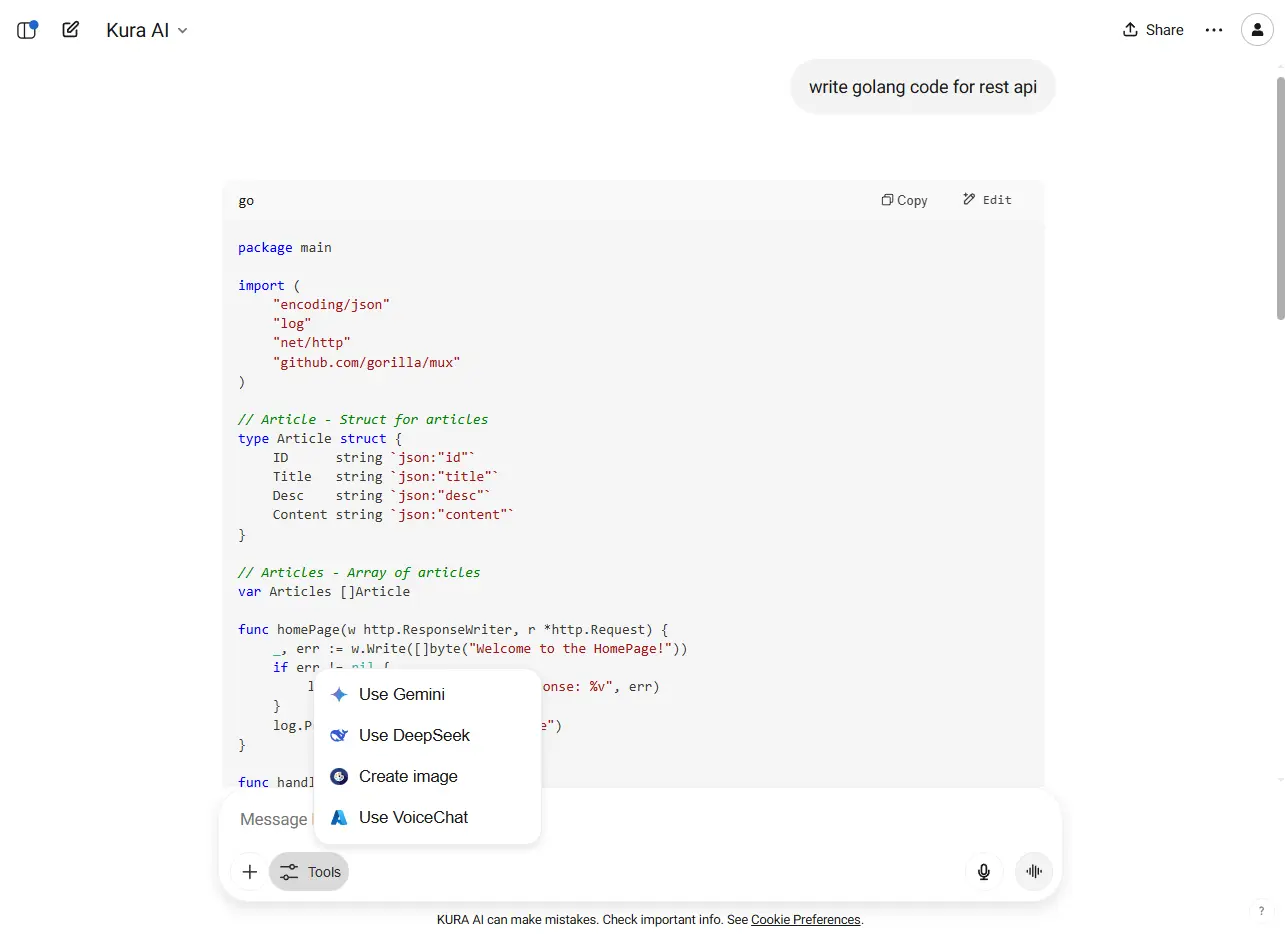 Kura AI
Share
write golang code for rest api
go
Copy
Edit
package main
import (
"encoding/json"
"log"
"net/http"
"github.com/gorilla/mux"
)
// Article - Struct for articles
type Article struct {
ID string `json:"id"`
Title string `json:"title"`
Desc string `json:"desc"`
Content string `json:"content"`
}
// Articles - Array of articles
var Articles []Article
func homePage(w http.ResponseWriter, r *http.Request) {
_, err := w.Write([]byte("Welcome to the HomePage!"))
if err != nil {
onse: %v", err)
}
log.P
e")
}
func handl
Use Gemini
Use DeepSeek
Create image
Use VoiceChat
Message
Tools
KURA AI can make mistakes. Check important info. See Cookie Preferences.
?